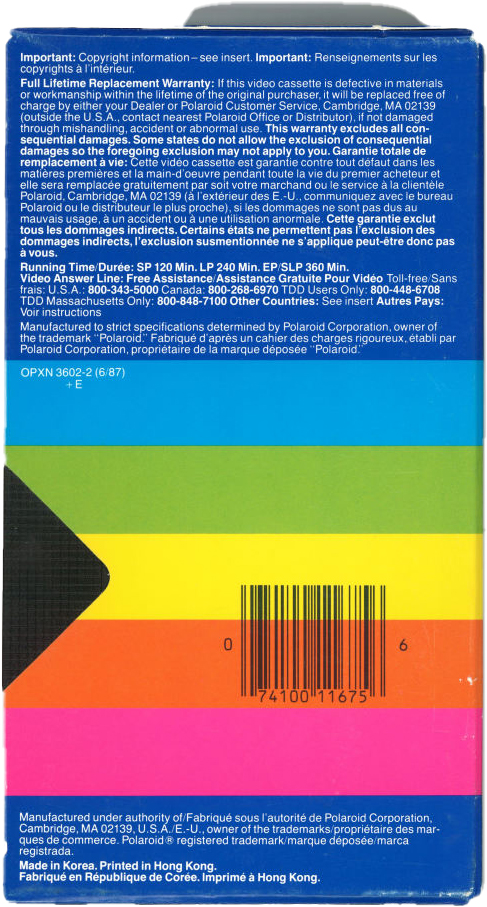 Important: Copyright information – see insert. Important: Renseignements sur les
copyrights à l'intérieur.
Full Lifetime Replacement Warranty: If this video cassette is defective in materials
or workmanship within the lifetime of the original purchaser, it will be replaced free of
charge by either your Dealer or Polaroid Customer Service, Cambridge, MA 02139
(outside the U.S.A., contact nearest Polaroid Office or Distributor), if not damaged
through mishandling, accident or abnormal use. This warranty excludes all con-
sequential damages. Some states do not allow the exclusion of consequential
damages so the foregoing exclusion may not apply to you. Garantie totale de
remplacement à vie: Cette vidéo cassette est garantie contre tout défaut dans les
matières premières et la main-d'oeuvre pendant toute la vie du premier acheteur et
elle sera remplacée gratuitement par soit votre marchand ou le service à la clientèle
Polaroid, Cambridge, MA 02139 (à l'extérieur des E.-U., communiquez avec le bureau
Polaroid ou le distributeur le plus proche), si les dommages ne sont pas dus au
mauvais usage, à un accident ou à une utilisation anormale. Cette garantie exclut
tous les dommages indirects. Certains états ne permettent pas l'exclusion des
dommages indirects, l'exclusion susmentionnée ne s'applique peut-être donc pas
à vous.
Running Time/Durée: SP 120 Min. LP 240 Min. EP/SLP 360 Min.
Video Answer Line: Free Assistance/Assistance Gratuite Pour Vidéo Toll-free/Sans
frais: U.S.A.: 800-343-5000 Canada: 800-268-6970 TDD Users Only: 800-448-6708
TDD Massachusetts Only: 800-848-7100 Other Countries: See insert Autres Pays:
Voir instructions
Manufactured to strict specifications determined by Polaroid Corporation, owner of
the trademark "Polaroid." Fabriqué d'après un cahier des charges rigoureux, établi par
Polaroid Corporation, propriétaire de la marque déposée "Polaroid."
OPXN 3602-2 (6/87)
+ E
0 74100 11675 6
Manufactured under authority of/Fabriqué sous l'autorité de Polaroid Corporation,
Cambridge, MA 02139, U.S.A./E.-U., owner of the trademarks/propriétaire des mar-
ques de commerce. Polaroid® registered trademark/marque déposée/marca
registrada.
Made in Korea. Printed in Hong Kong.
Fabriqué en République de Corée. Imprimé à Hong Kong.